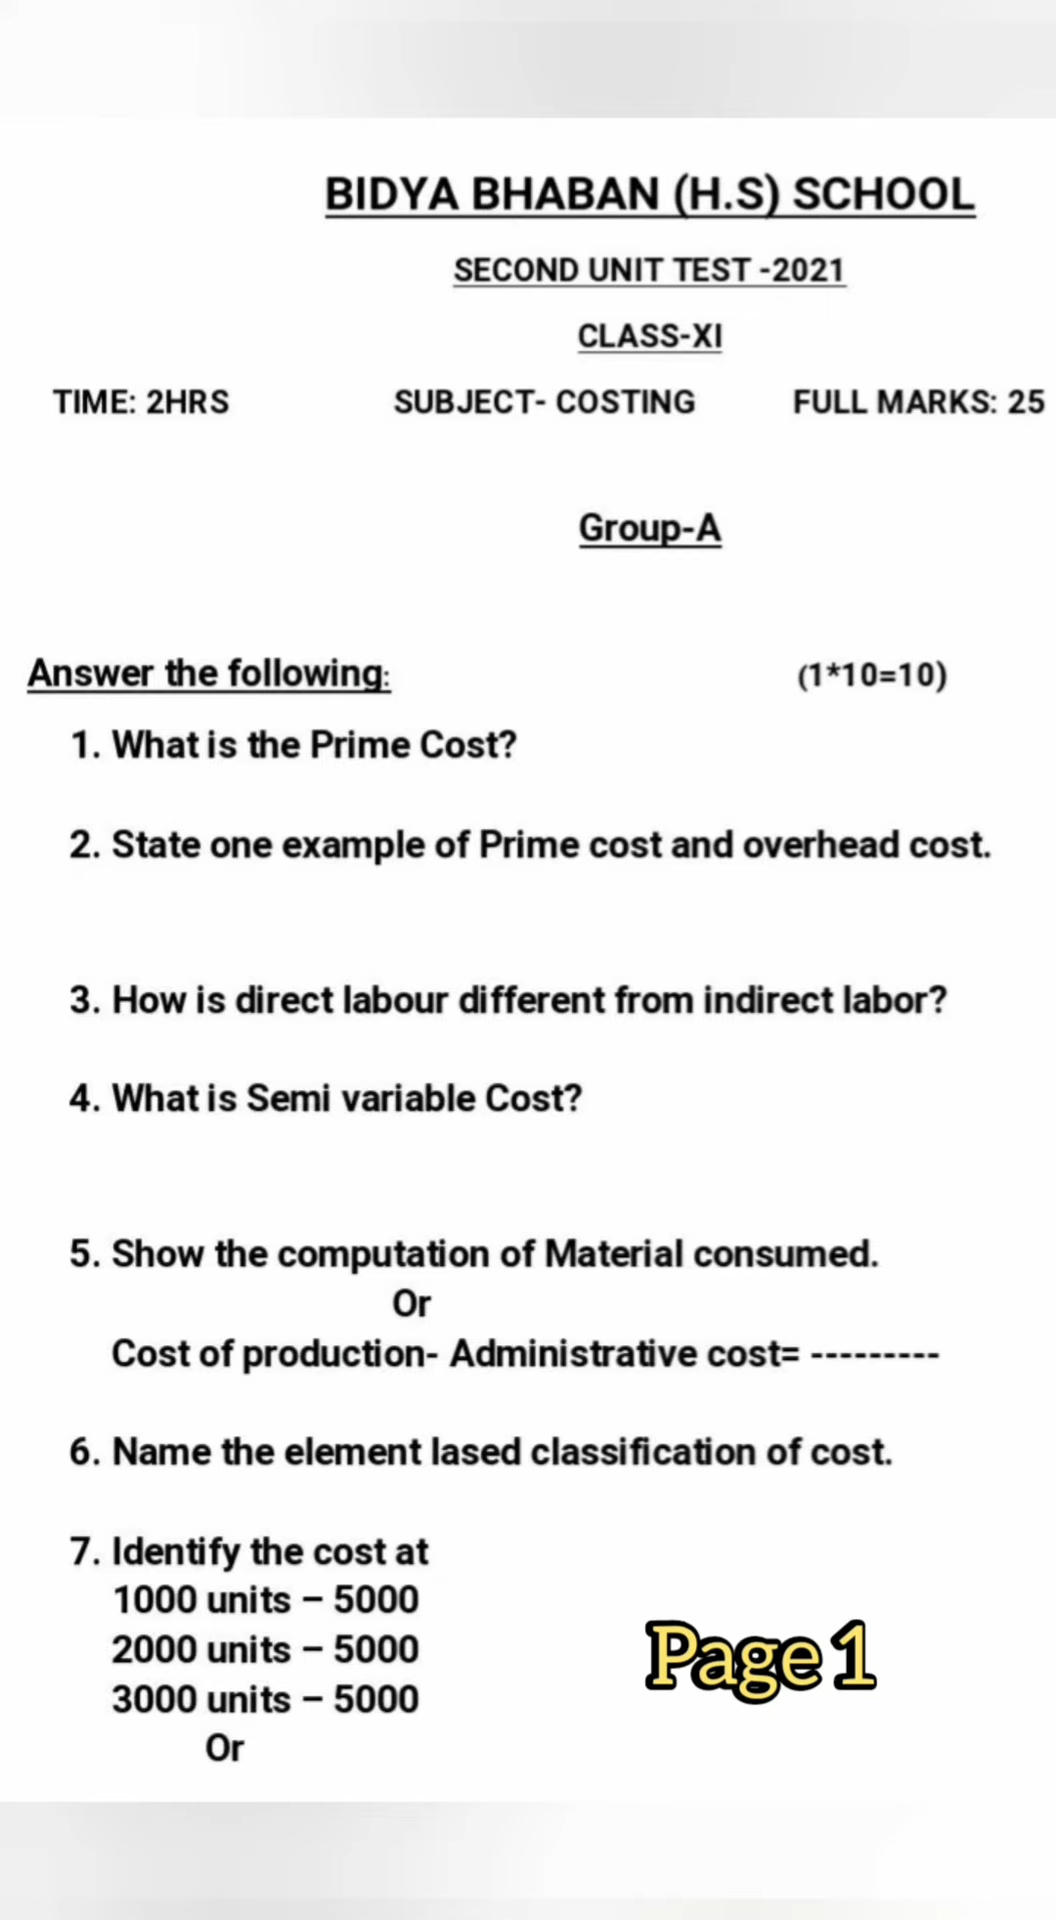 BIDYA BHABAN (H.S) SCHOOL
SECOND UNIT TEST -2021
CLASS-XI
TIME: 2HRS SUBJECT- COSTING FULL MARKS: 25
Group-A
Answer the following: (1*10=10)
1. What is the Prime Cost?
2. State one example of Prime cost and overhead cost.
3. How is direct labour different from indirect labor?
4. What is Semi variable Cost?
5. Show the computation of Material consumed.
Or
Cost of production- Administrative cost= ---------
6. Name the element lased classification of cost.
7. Identify the cost at
1000 units – 5000
2000 units – 5000
3000 units – 5000
Page 1
Or